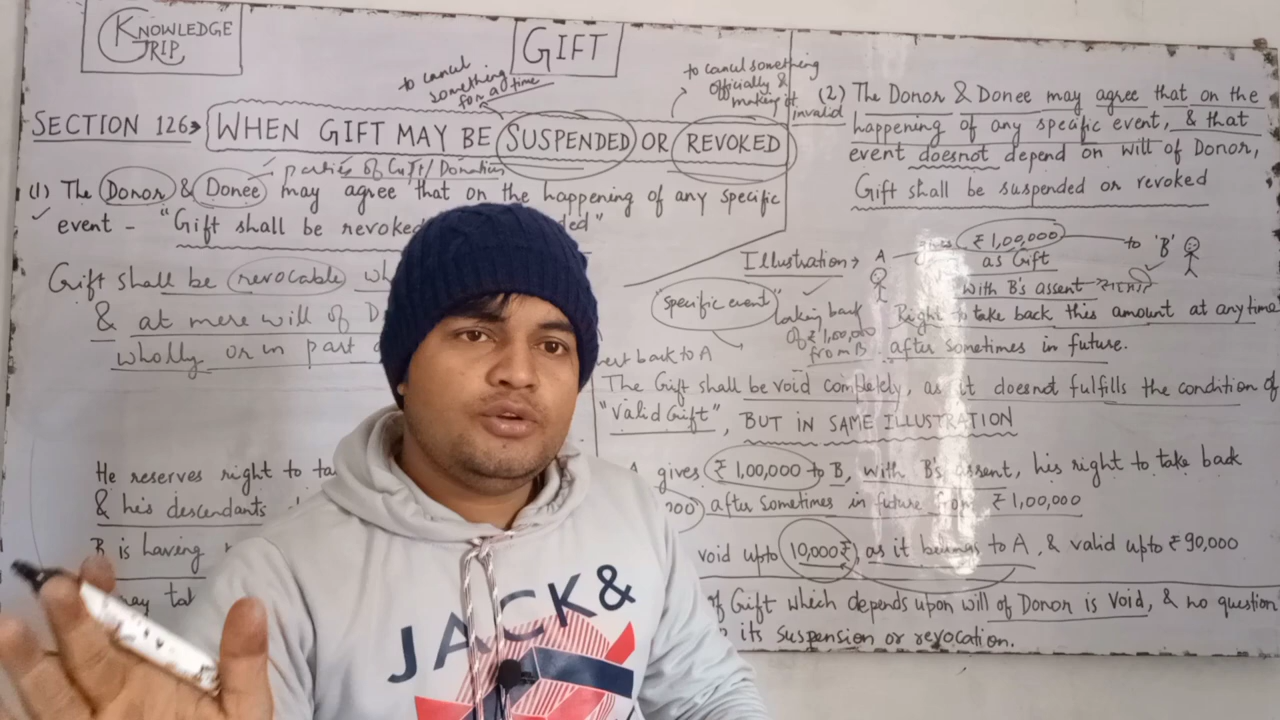 KNOWLEDGE
GRIP
GIFT
to cancel
something
for a time
to cancel something
officially &
making it
invalid
SECTION 126→ WHEN GIFT MAY BE SUSPENDED OR REVOKED
parties of Gift/Donation
(1) The Donor & Donee may agree that on the happening of any specific
event - "Gift shall be revoked
Gift shall be revocable
& at mere will of
wholly or in part
He reserves right to
& his descendants
B is having
may
(2) The Donor & Donee may agree that on the
happening of any specific event, & that
event doesnot depend on will of Donor,
Gift shall be suspended or revoked
Illustration→ A gives ₹1,00,000 to 'B'
as Gift
with B's assent
"specific event"
taking back
of ₹1,00,000
from B
Right to take back this amount at anytime
after sometimes in future.
back to A
The Gift shall be void completely, as it doesnot fulfills the condition of
"Valid Gift", BUT IN SAME ILLUSTRATION
A gives ₹1,00,000 to B, with B's assent, his right to take back
after sometimes in future from ₹1,00,000
void upto 10,000₹, as it belongs to A, & valid upto ₹90,000
of Gift which depends upon will of Donor is void, & no question
its suspension or revocation.
JACK &